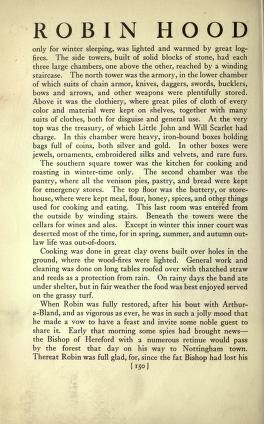 ROBIN HOOD
only for winter sleeping, was lighted and warmed by great log-
fires. The side towers, built of solid blocks of stone, had each
three large chambers, one above the other, reached by a winding
staircase. The north tower was the armory, in the lower chamber
of which suits of chain armor, knives, daggers, swords, bucklers,
bows and arrows, and other weapons were plentifully stored.
Above it was the clothiery, where great piles of cloth of every
color and material were kept on shelves, together with many
suits of clothes, both for disguise and general use. At the very
top was the treasury, of which Little John and Will Scarlet had
charge. In this chamber were heavy, iron-bound boxes holding
bags full of coins, both silver and gold. In other boxes were
jewels, ornaments, embroidered silks and velvets, and rare furs.
The southern square tower was the kitchen for cooking and
roasting in winter-time only. The second chamber was the
pantry, where all the venison pies, pastry, and bread were kept
for emergency stores. The top floor was the buttery, or store-
house, where were kept meal, flour, honey, spices, and other things
used for cooking and eating. This last room was entered from
the outside by winding stairs. Beneath the towers were the
cellars for wines and ales. Except in winter this inner court was
deserted most of the time, for in spring, summer, and autumn out-
law life was out-of-doors.
Cooking was done in great clay ovens built over holes in the
ground, where the wood-fires were lighted. General work and
cleaning was done on long tables roofed over with thatched straw
and reeds as a protection from rain. On rainy days the band ate
under shelter, but in fair weather the food was best enjoyed served
on the grassy turf.
When Robin was fully restored, after his bout with Arthur-
a-Bland, and as vigorous as ever, he was in such a jolly mood that
he made a vow to have a feast and invite some noble guest to
share it. Early that morning some spies had brought news—
the Bishop of Hereford with a numerous retinue would pass
by the forest that day on his way to Nottingham town.
Thereat Robin was full glad, for, since the fat Bishop had lost his
[150]